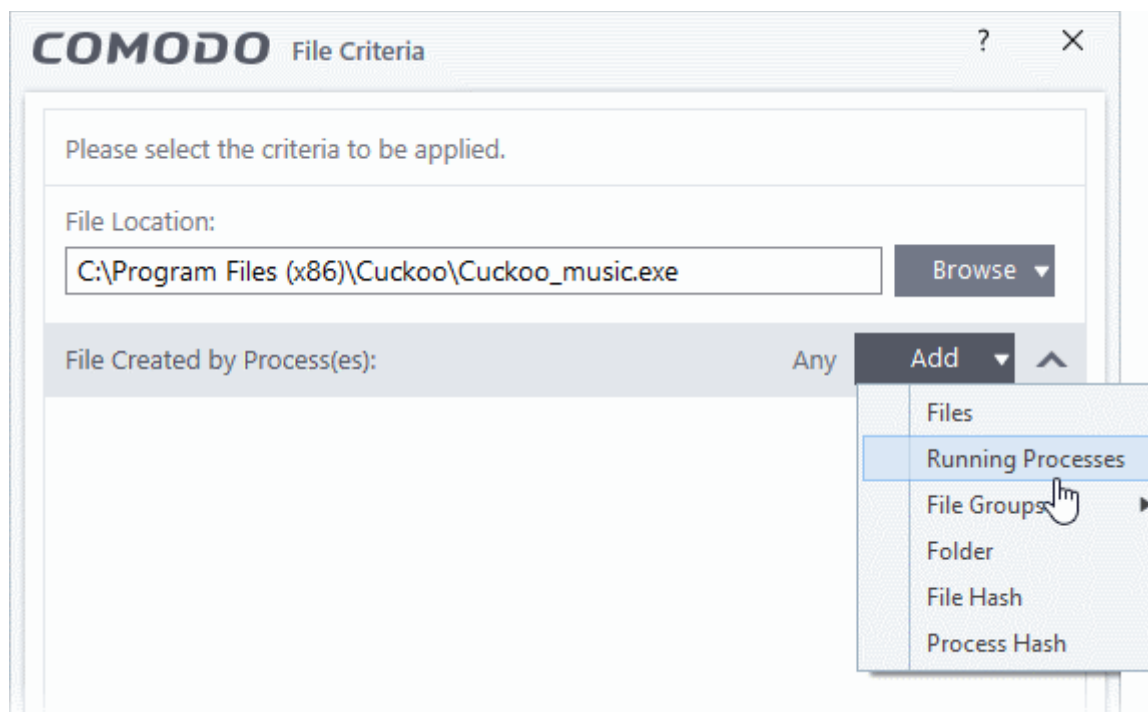 COMODO File Criteria ?
Please select the criteria to be applied.
File Location:
C:\Program Files (x86)\Cuckoo\Cuckoo_music.exe Browse
File Created by Process(es): Any Add
Files
Running Processes
File Groups
Folder
File Hash
Process Hash